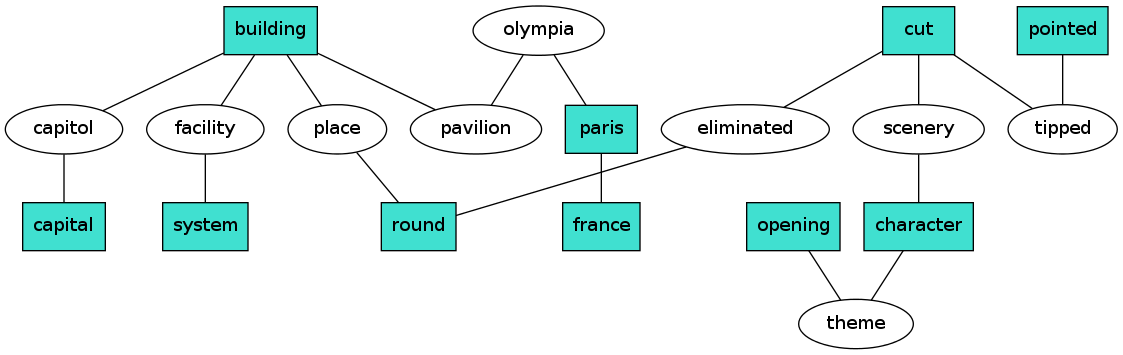 building
olympia
cut
pointed
capitol
facility
place
pavilion
paris
eliminated
scenery
tipped
capital
system
round
france
opening
character
theme